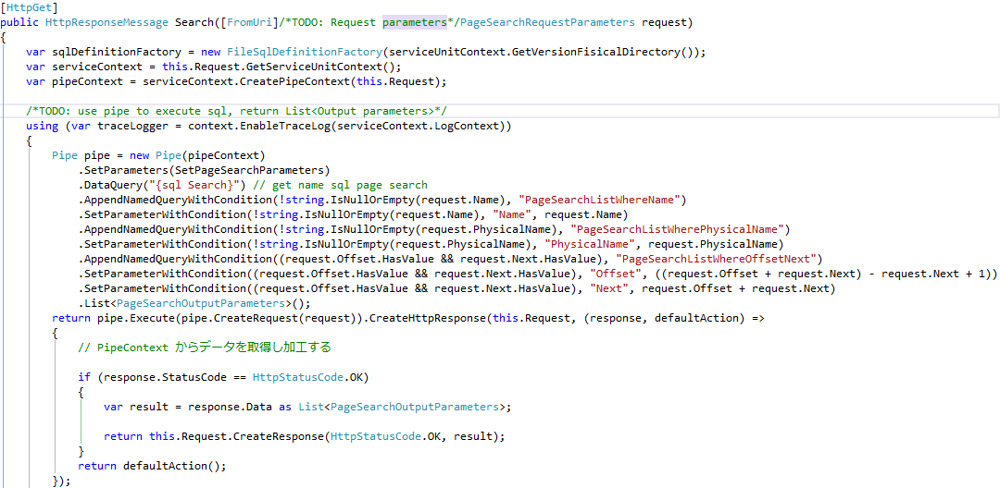 [HttpGet]
public HttpResponseMessage Search([FromUri]/*TODO: Request parameters*/PageSearchRequestParameters request)
{
    var sqlDefinitionFactory = new FileSqlDefinitionFactory(serviceUnitContext.GetVersionFisicalDirectory());
    var serviceContext = this.Request.GetServiceUnitContext();
    var pipeContext = serviceContext.CreatePipeContext(this.Request);
    /*TODO: use pipe to execute sql, return List<Output parameters>*/
    using (var traceLogger = context.EnableTraceLog(serviceContext.LogContext))
    {
        Pipe pipe = new Pipe(pipeContext)
            .SetParameters(SetPageSearchParameters)
            .DataQuery("{sql Search}") // get name sql page search
            .AppendNamedQueryWithCondition(!string.IsNullOrEmpty(request.Name), "PageSearchListWhereName")
            .SetParameterWithCondition(!string.IsNullOrEmpty(request.Name), "Name", request.Name)
            .AppendNamedQueryWithCondition(!string.IsNullOrEmpty(request.PhysicalName), "PageSearchListWherePhysicalName")
            .SetParameterWithCondition(!string.IsNullOrEmpty(request.PhysicalName), "PhysicalName", request.PhysicalName)
            .AppendNamedQueryWithCondition((request.Offset.HasValue && request.Next.HasValue), "PageSearchListWhereOffsetNext")
            .SetParameterWithCondition((request.Offset.HasValue && request.Next.HasValue), "Offset", ((request.Offset + request.Next) - request.Next + 1))
            .SetParameterWithCondition((request.Offset.HasValue && request.Next.HasValue), "Next", request.Offset + request.Next)
            .List<PageSearchOutputParameters>();
        return pipe.Execute(pipe.CreateRequest(request)).CreateHttpResponse(this.Request, (response, defaultAction) =>
        {
            // PipeContext からデータを取得し加工する
            if (response.StatusCode == HttpStatusCode.OK)
            {
                var result = response.Data as List<PageSearchOutputParameters>;
                return this.Request.CreateResponse(HttpStatusCode.OK, result);
            }
            return defaultAction();
        });